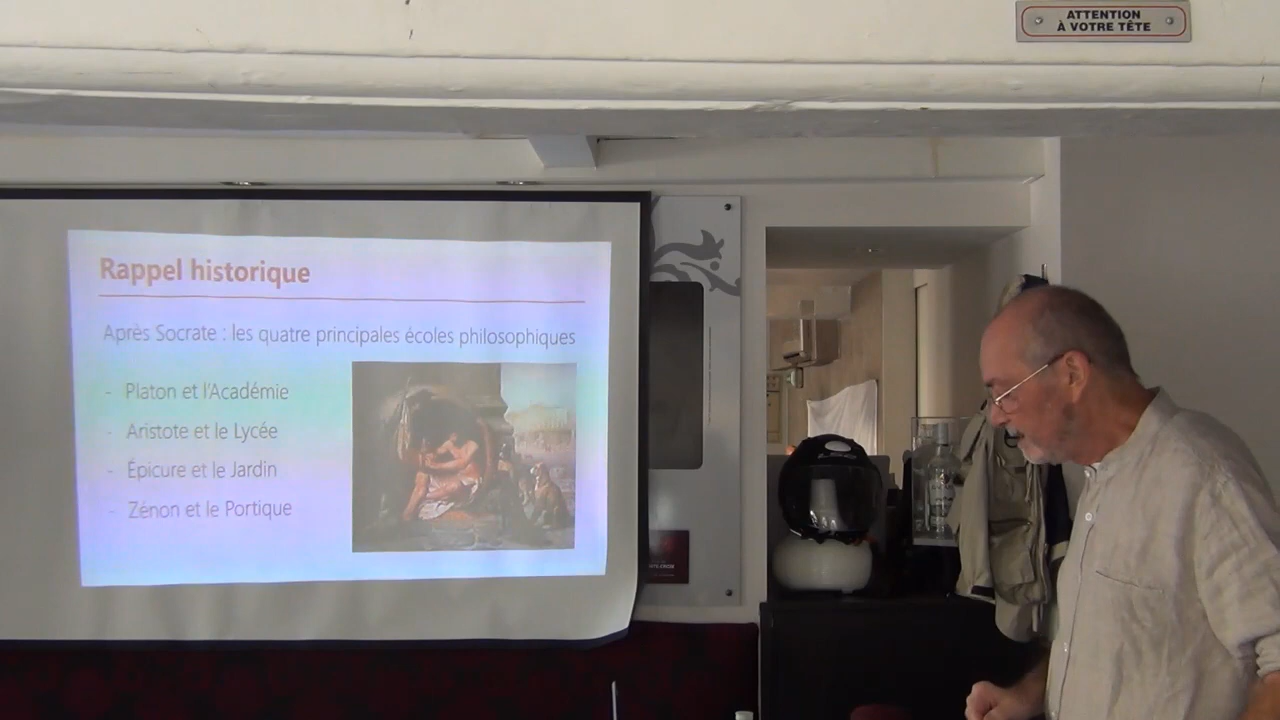 ATTENTION
À VOTRE TÊTE
Rappel historique
Après Socrate : les quatre principales écoles philosophiques
- Platon et l'Académie
- Aristote et le Lycée
- Épicure et le Jardin
- Zénon et le Portique